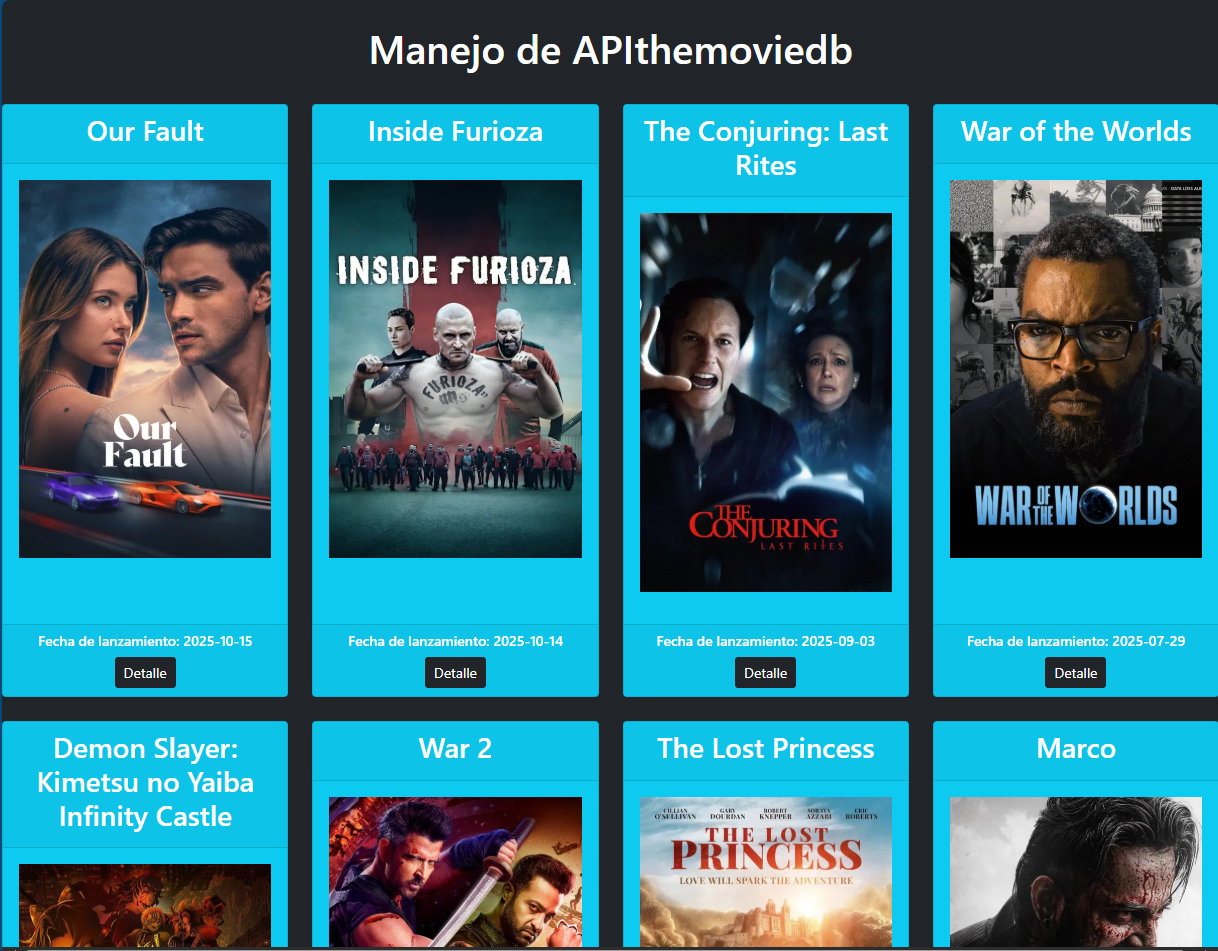 Manejo de APIthemoviedb
Our Fault
Our
Fault
Fecha de lanzamiento: 2025-10-15
Detalle
Inside Furioza
INSIDE FURIOZA
FURIOZA
Fecha de lanzamiento: 2025-10-14
Detalle
The Conjuring: Last
Rites
THE
CONJURING
LAST RITES
Fecha de lanzamiento: 2025-09-03
Detalle
War of the Worlds
WAR OF THE WORLDS
Fecha de lanzamiento: 2025-07-29
Detalle
Demon Slayer:
Kimetsu no Yaiba
Infinity Castle
War 2
The Lost Princess
CILLIAN O'SULLIVAN GARY DOURDAN ROBERT KNEPPER SORAYA AZZABI ERIC ROBERTS
THE LOST
PRINCESS
LOVE WILL SPARK THE ADVENTURE
Marco